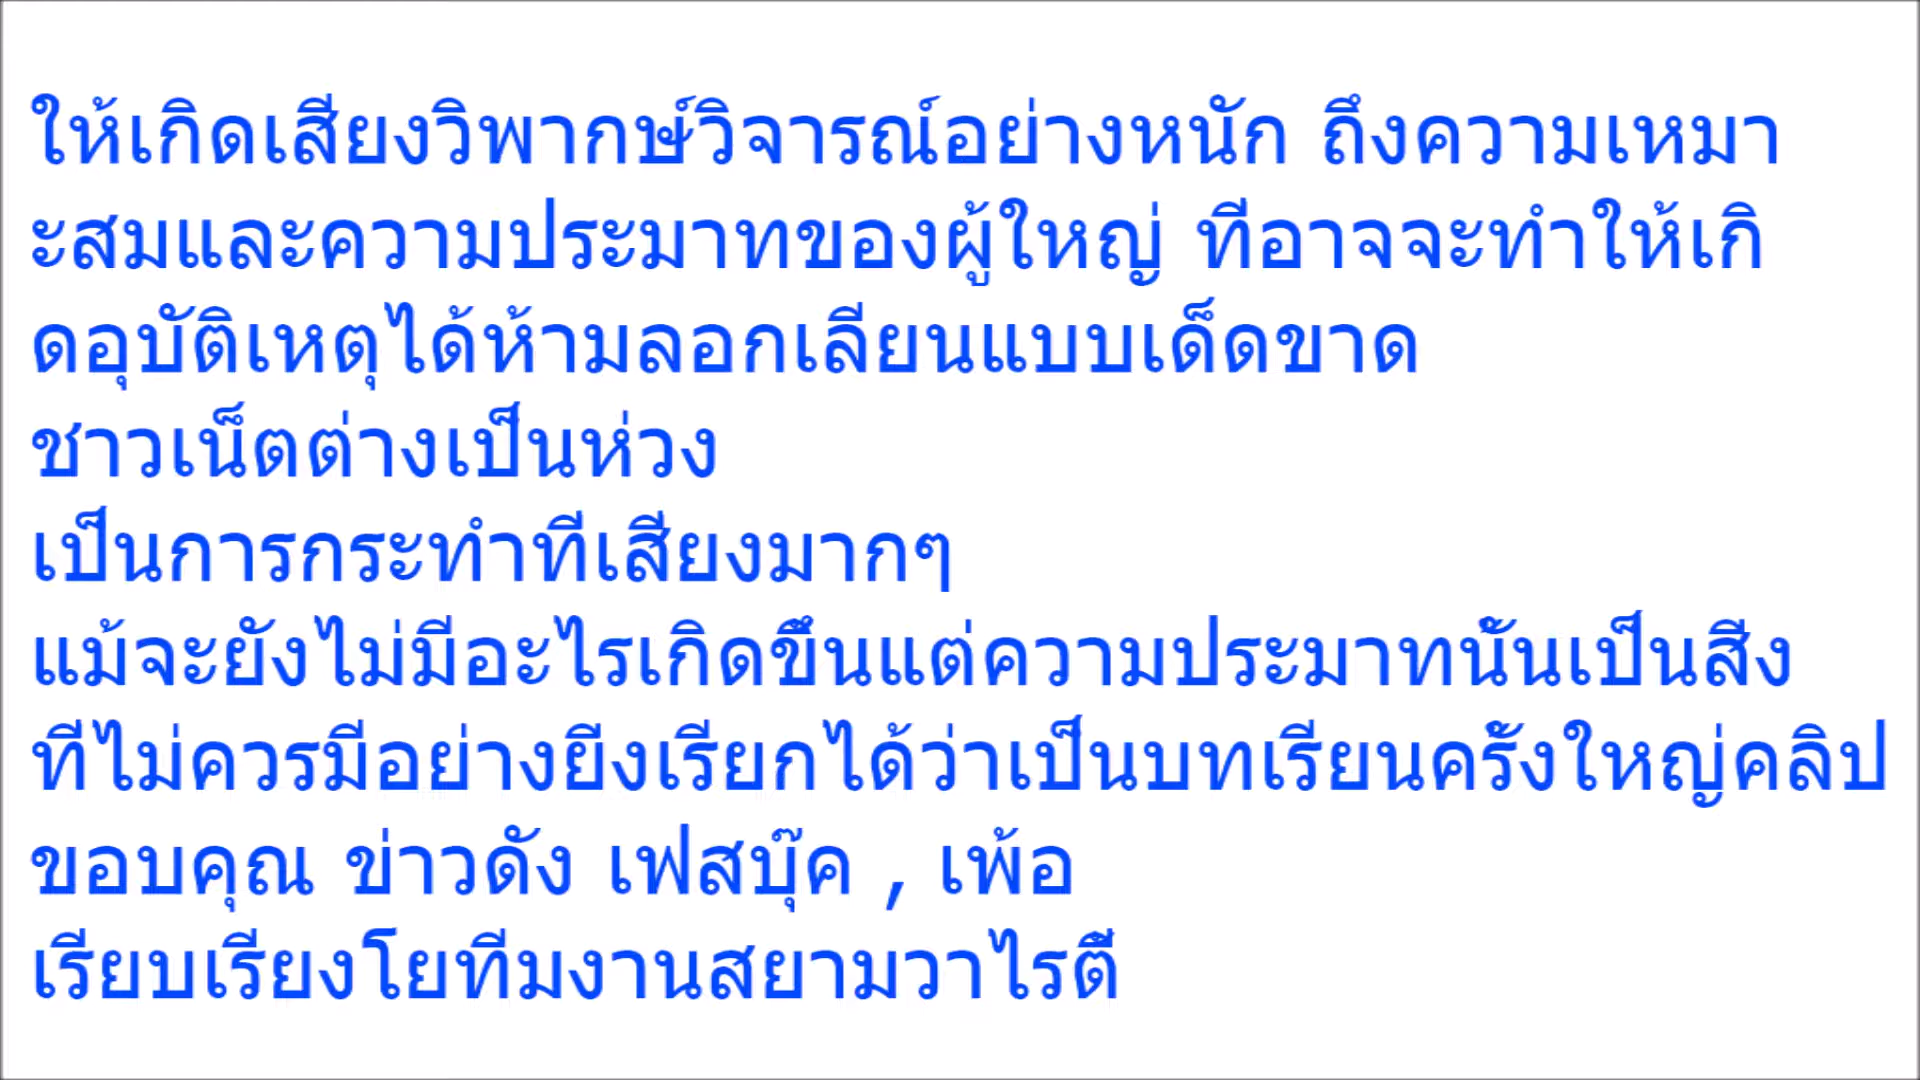 ให้เกิดเสียงวิพากษ์วิจารณ์อย่างหนัก ถึงความเหมา
ะสมและความประมาทของผู้ใหญ่ ที่อาจจะทำให้เกิ
ดอุบัติเหตุได้ห้ามลอกเลียนแบบเด็ดขาด
ชาวเน็ตต่างเป็นห่วง
เป็นการกระทำที่เสี่ยงมากๆ
แม้จะยังไม่มีอะไรเกิดขึ้นแต่ความประมาทนั้นเป็นสิ่ง
ที่ไม่ควรมีอย่างยิ่งเรียกได้ว่าเป็นบทเรียนครั้งใหญ่คลิป
ขอบคุณ ข่าวดัง เฟสบุ๊ค , เพ้อ
เรียบเรียงโยทีมงานสยามวาไรตี้